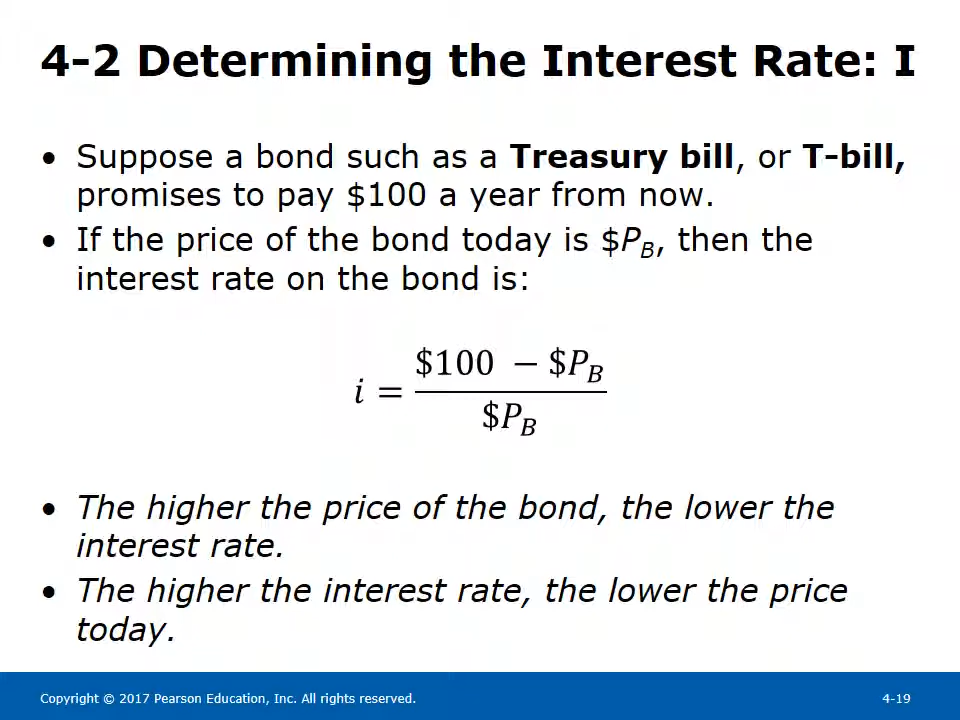 4-2 Determining the Interest Rate: I
• Suppose a bond such as a Treasury bill, or T-bill,
promises to pay $100 a year from now.
• If the price of the bond today is $P_B, then the
interest rate on the bond is:
i = \frac{\$100 - \$P_B}{\$P_B}
• The higher the price of the bond, the lower the
interest rate.
• The higher the interest rate, the lower the price
today.
Copyright © 2017 Pearson Education, Inc. All rights reserved.
4-19